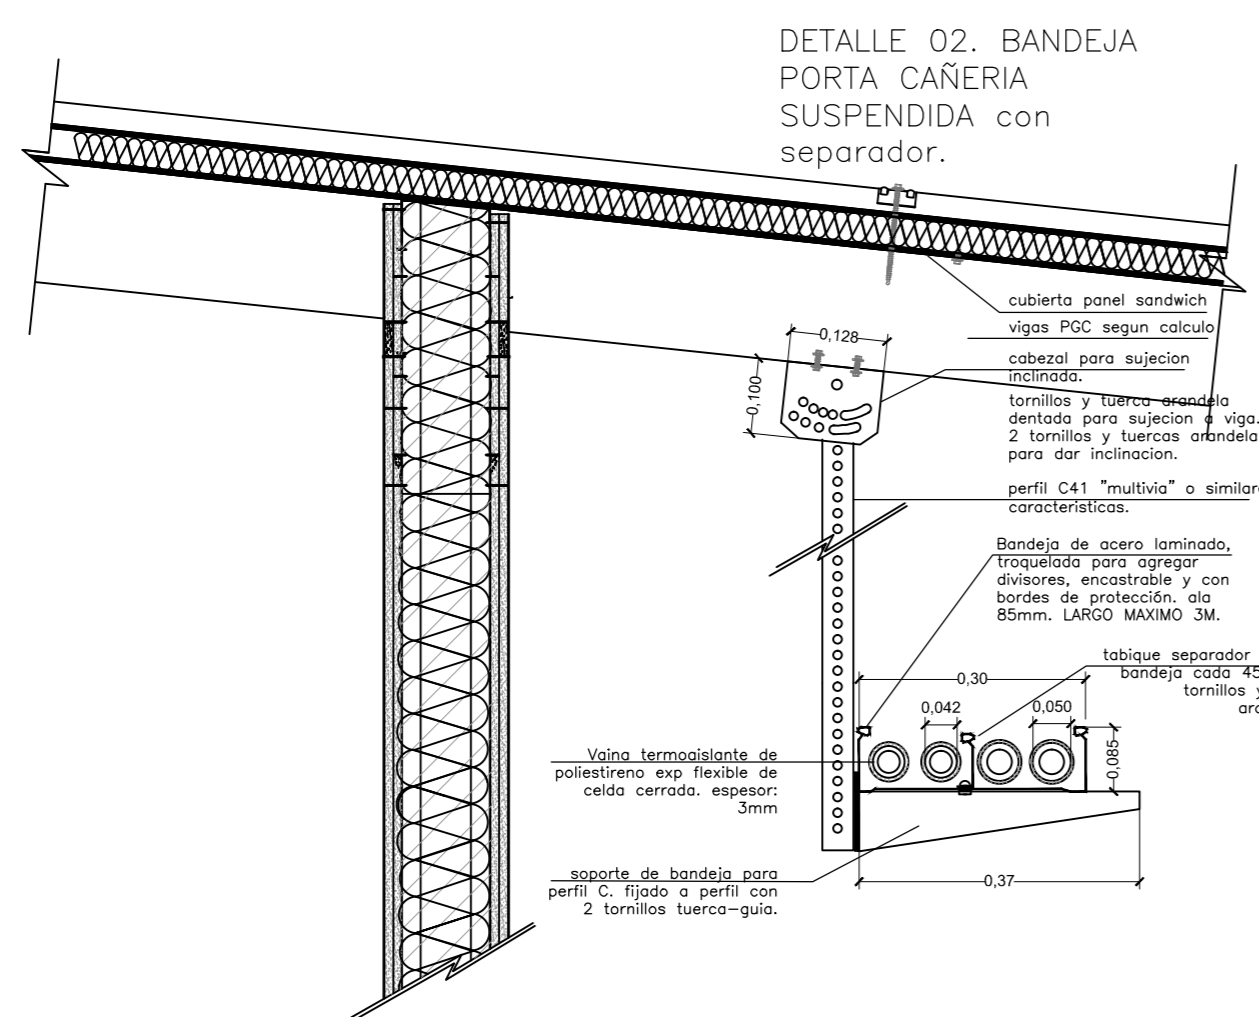 DETALLE 02. BANDEJA
PORTA CAÑERIA
SUSPENDIDA con
separador.
cubierta panel sandwich
vigas PGC segun calculo
0,128
cabezal para sujecion
inclinada.
0,100
tornillos y tuerca arandela
dentada para sujecion a viga.
2 tornillos y tuercas arandela
para dar inclinacion.
perfil C41 "multivia" o similar
caracteristicas.
Bandeja de acero laminado,
troquelada para agregar
divisores, encastrable y con
bordes de protección. ala
85mm. LARGO MAXIMO 3M.
tabique separador
bandeja cada 45
tornillos y
0,30
0,042
0,050
0,085
Vaina termoaislante de
poliestireno exp flexible de
celda cerrada. espesor:
3mm
soporte de bandeja para
perfil C. fijado a perfil con
2 tornillos tuerca-guia.
0,37